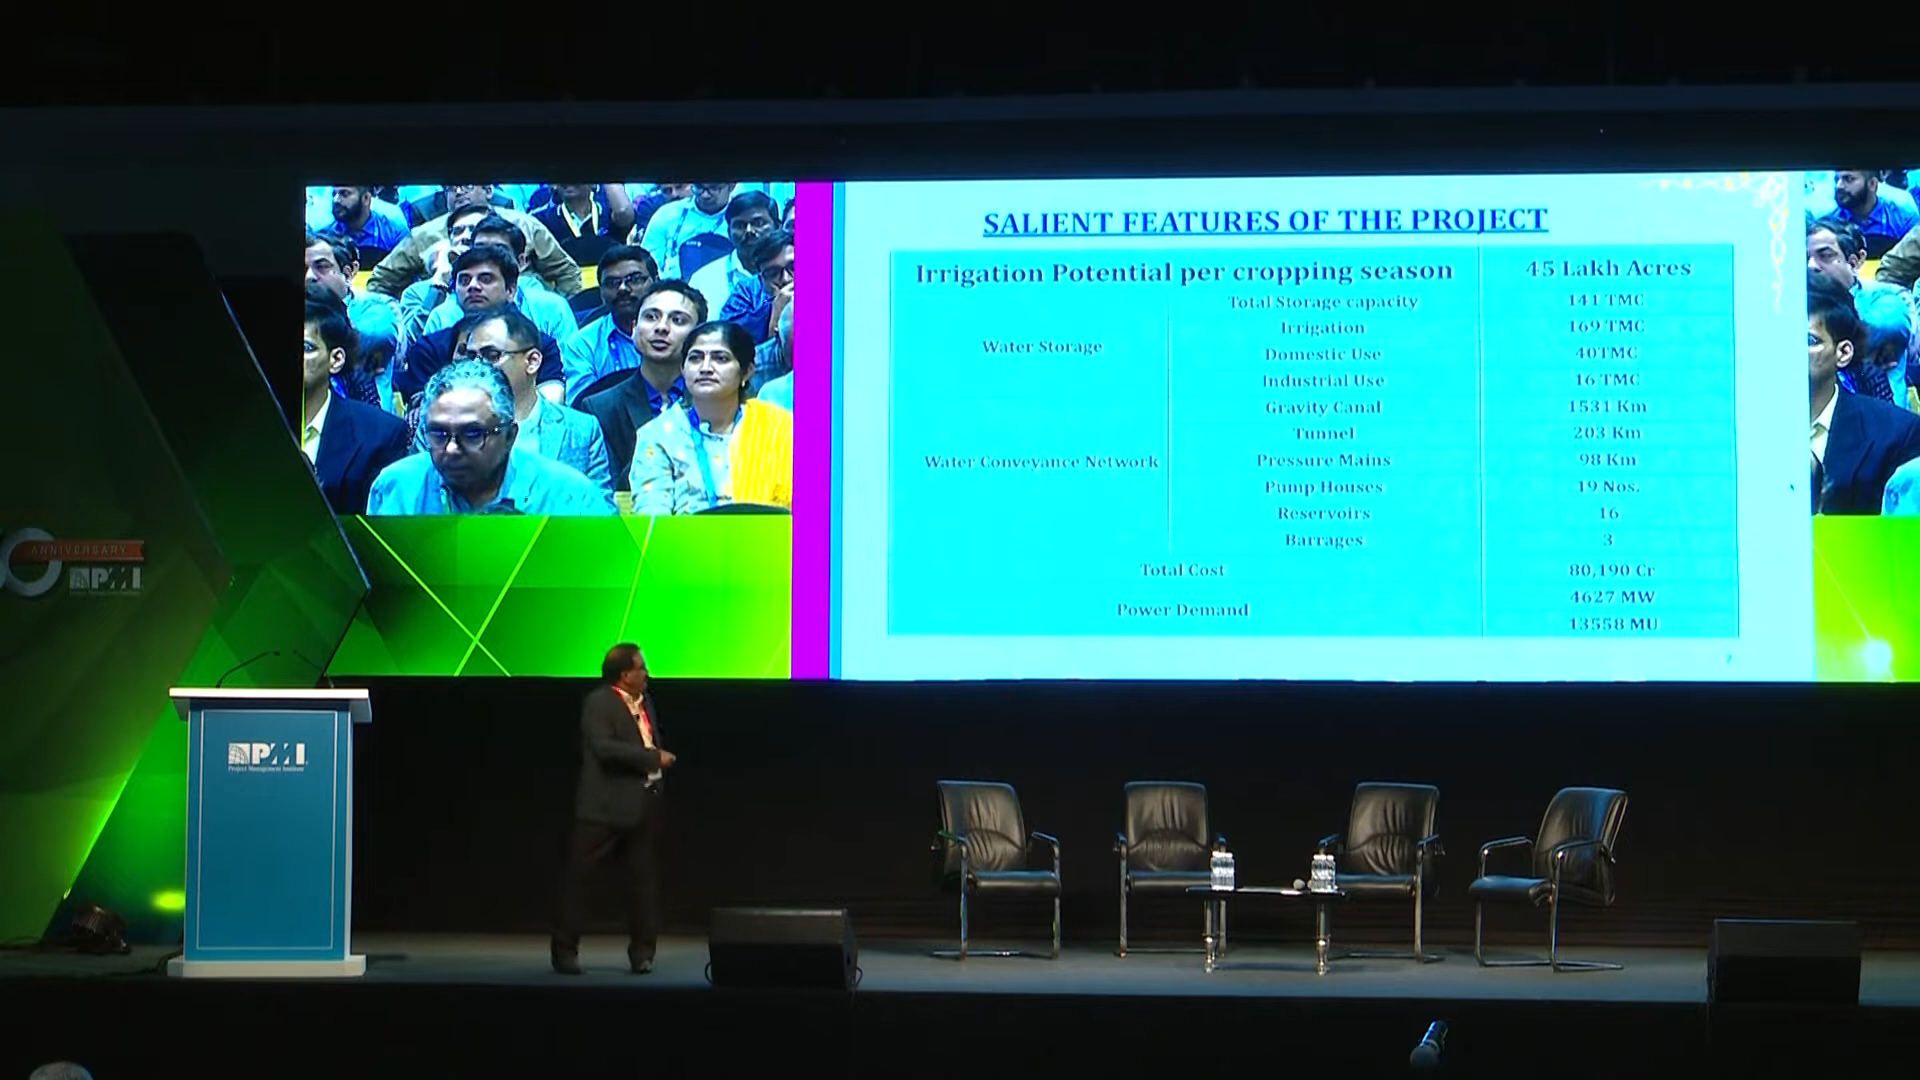 SALIENT FEATURES OF THE PROJECT
Irrigation Potential per cropping season 45 Lakh Acres
Water Storage
Total Storage capacity 141 TMC
Irrigation 169 TMC
Domestic Use 40TMC
Industrial Use 16 TMC
Water Conveyance Network
Gravity Canal 1531 Km
Tunnel 203 Km
Pressure Mains 98 Km
Pump Houses 19 Nos.
Reservoirs 16
Barrages 3
Total Cost 80,190 Cr
Power Demand 4627 MW
13558 MU
7
ANNIVERSARY
PMI
PMI
Project Management Institute